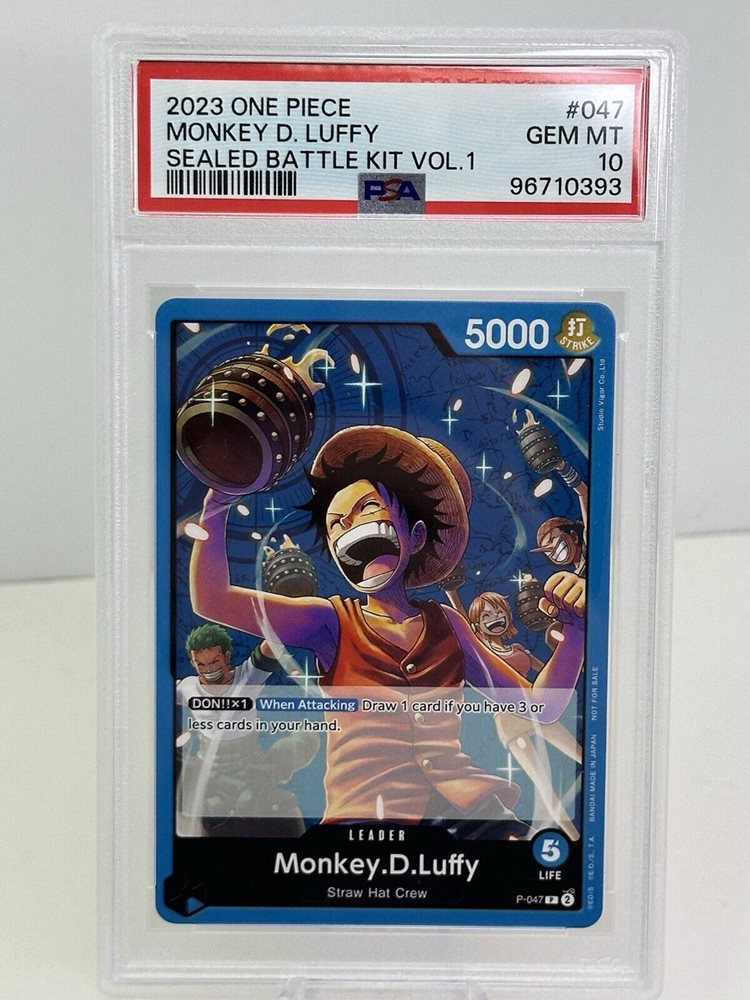 2023 ONE PIECE #047
MONKEY D. LUFFY GEM MT
SEALED BATTLE KIT VOL.1 10
PSA 96710393
5000 打
STRIKE
Studio Vigor Co.,Ltd
DON!!×1 When Attacking Draw 1 card if you have 3 or
less cards in your hand.
BANDAI MADE IN JAPAN NOT FOR SALE
©E.O/S ©E.O./S., T.A
LEADER
Monkey.D.Luffy
5
LIFE
Straw Hat Crew
P-047 P 2